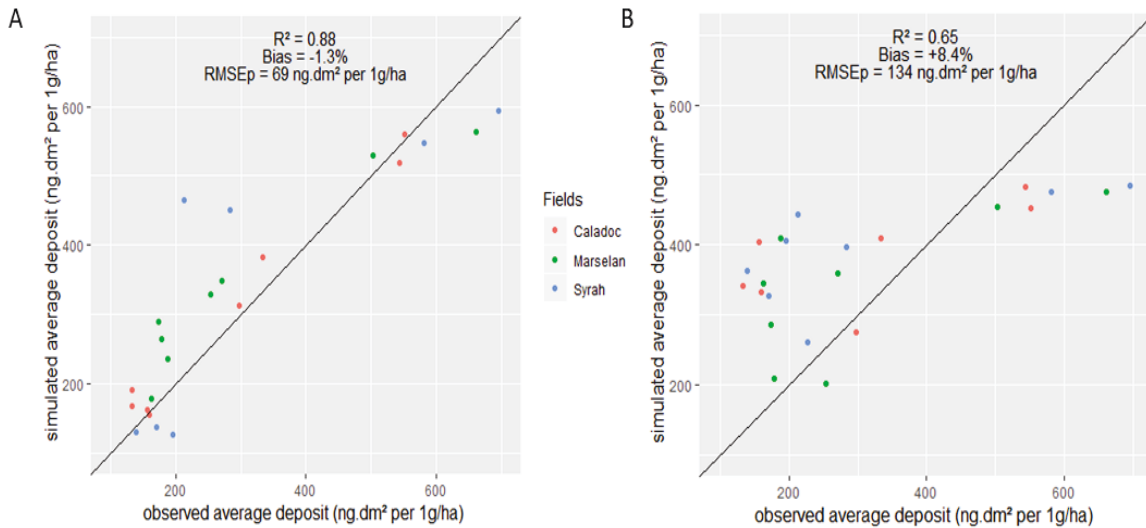 A
R² = 0.88
Bias = -1.3%
RMSEp = 69 ng.dm² per 1g/ha
simulated average deposit (ng.dm² per 1g/ha)
600
400
200
200 400 600
observed average deposit (ng.dm² per 1g/ha)
Fields
Caladoc
Marselan
Syrah
B
R² = 0.65
Bias = +8.4%
RMSEp = 134 ng.dm² per 1g/ha
simulated average deposit (ng.dm² per 1g/ha)
600
400
200
200 400 600
observed average deposit (ng.dm² per 1g/ha)